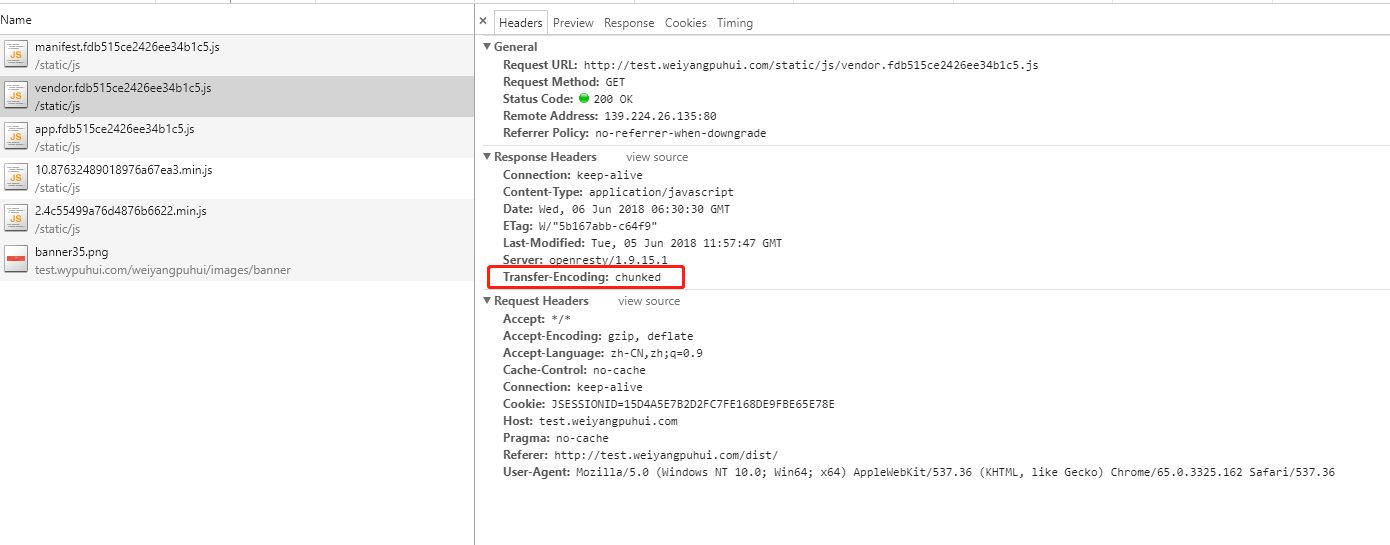 Name
manifest.fdb515ce2426ee34b1c5.js
/static/js
vendor.fdb515ce2426ee34b1c5.js
/static/js
app.fdb515ce2426ee34b1c5.js
/static/js
10.87632489018976a67ea3.min.js
/static/js
2.4c55499a76d4876b6622.min.js
/static/js
banner35.png
test.wypuhui.com/weiyangpuhui/images/banner
× Headers Preview Response Cookies Timing
▼ General
Request URL: http://test.weiyangpuhui.com/static/js/vendor.fdb515ce2426ee34b1c5.js
Request Method: GET
Status Code: 200 OK
Remote Address: 139.224.26.135:80
Referrer Policy: no-referrer-when-downgrade
▼ Response Headers view source
Connection: keep-alive
Content-Type: application/javascript
Date: Wed, 06 Jun 2018 06:30:30 GMT
ETag: W/"5b167abb-c64f9"
Last-Modified: Tue, 05 Jun 2018 11:57:47 GMT
Server: openresty/1.9.15.1
Transfer-Encoding: chunked
▼ Request Headers view source
Accept: */*
Accept-Encoding: gzip, deflate
Accept-Language: zh-CN,zh;q=0.9
Cache-Control: no-cache
Connection: keep-alive
Cookie: JSESSIONID=15D4A5E7B2D2FC7FE168DE9FBE65E78E
Host: test.weiyangpuhui.com
Pragma: no-cache
Referer: http://test.weiyangpuhui.com/dist/
User-Agent: Mozilla/5.0 (Windows NT 10.0; Win64; x64) AppleWebKit/537.36 (KHTML, like Gecko) Chrome/65.0.3325.162 Safari/537.36